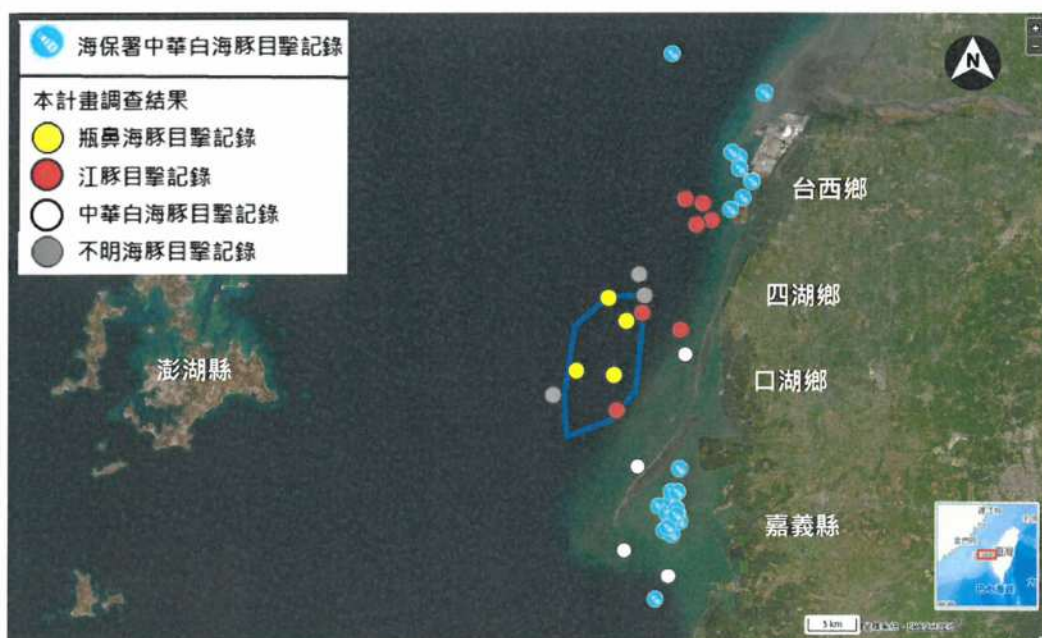 海保署中華白海豚目擊記錄
本計畫調查結果
瓶鼻海豚目擊記錄
江豚目擊記錄
中華白海豚目擊記錄
不明海豚目擊記錄
N
+
−
台西鄉
四湖鄉
澎湖縣
口湖鄉
嘉義縣
臺灣
5 km